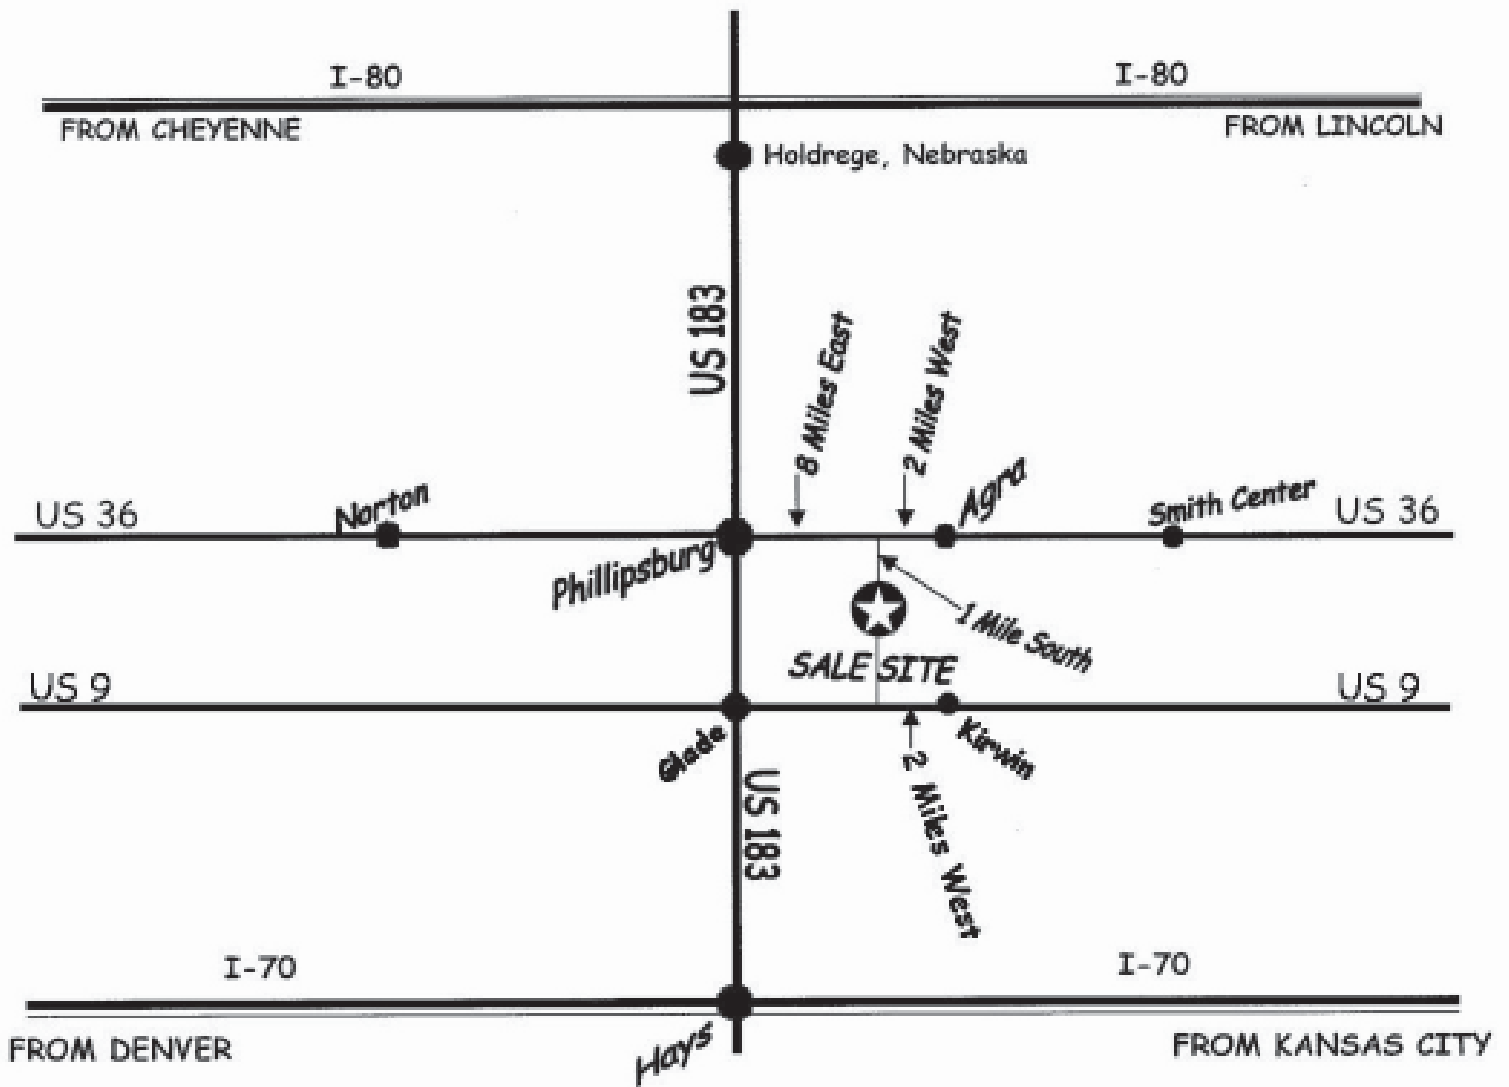 I-80
I-80
FROM CHEYENNE
FROM LINCOLN
Holdrege, Nebraska
US 183
8 Miles East
2 Miles West
US 36
Norton
Agra
Smith Center
US 36
Phillipsburg
1 Mile South
SALE SITE
US 9
US 9
Glade
Kirwin
US 183
2 Miles West
I-70
I-70
FROM DENVER
Hays
FROM KANSAS CITY